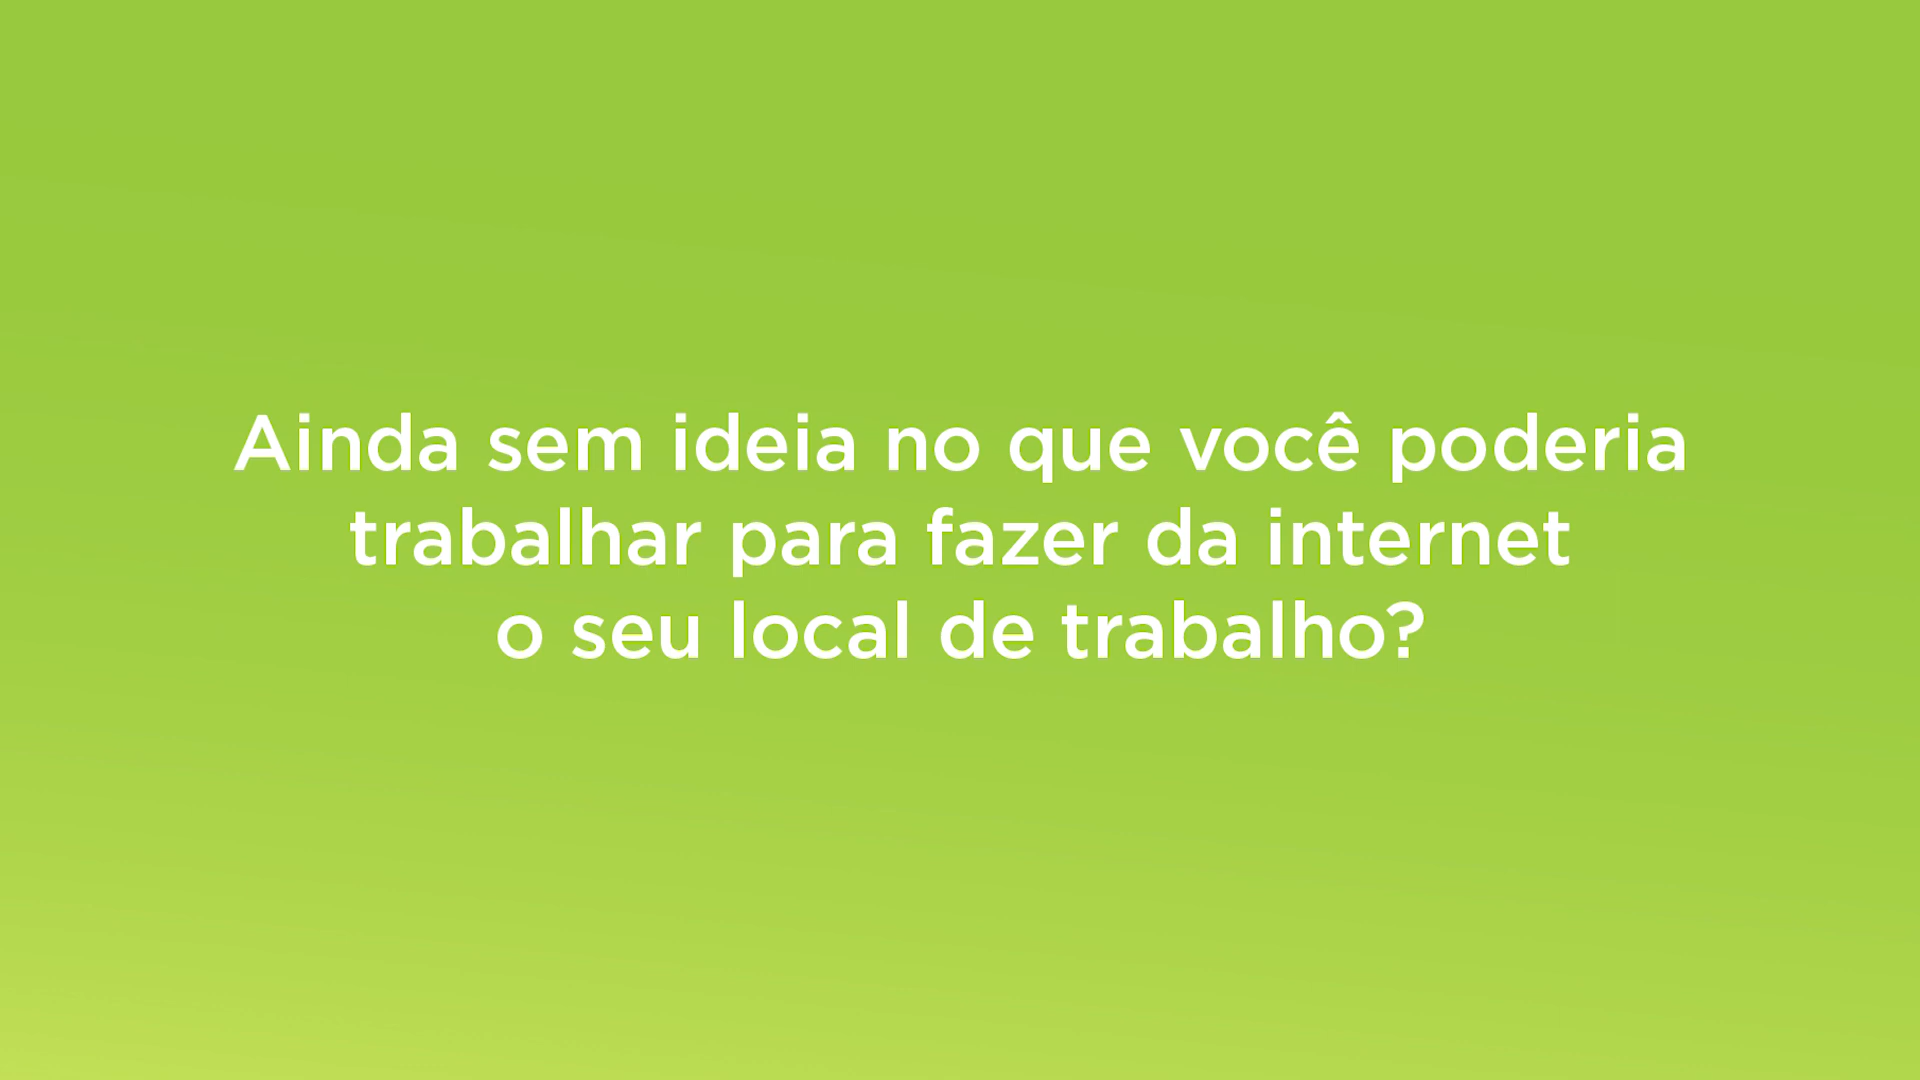 Ainda sem ideia no que você poderia
trabalhar para fazer da internet
o seu local de trabalho?